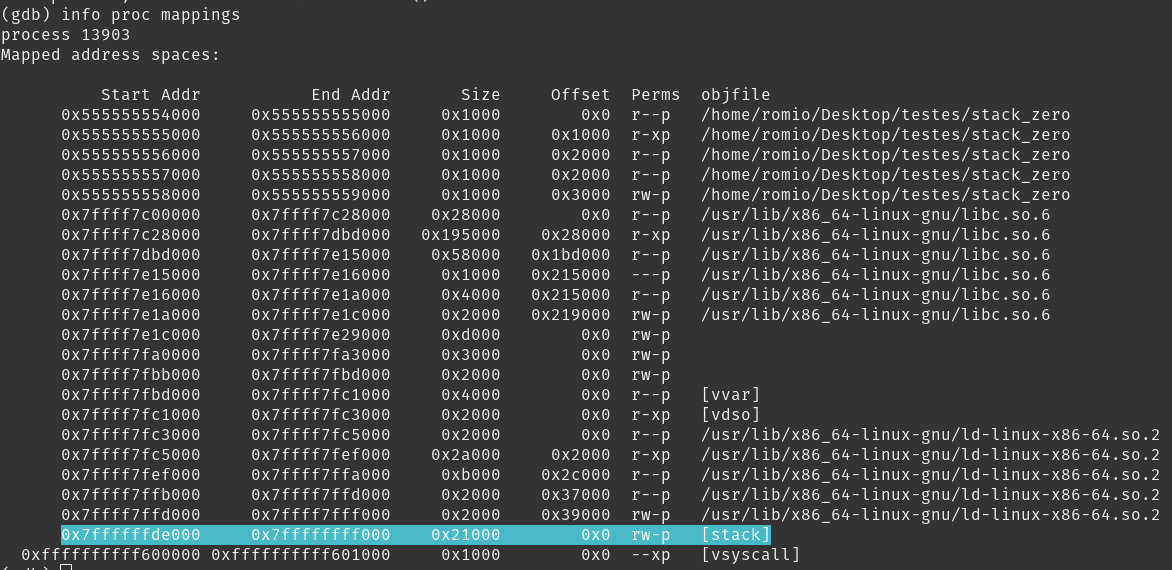 (gdb) info proc mappings
process 13903
Mapped address spaces:
Start Addr End Addr Size Offset Perms objfile
0x555555554000 0x555555555000 0x1000 0x0 r--p /home/romio/Desktop/testes/stack_zero
0x555555555000 0x555555556000 0x1000 0x1000 r-xp /home/romio/Desktop/testes/stack_zero
0x555555556000 0x555555557000 0x1000 0x2000 r--p /home/romio/Desktop/testes/stack_zero
0x555555557000 0x555555558000 0x1000 0x2000 r--p /home/romio/Desktop/testes/stack_zero
0x555555558000 0x555555559000 0x1000 0x3000 rw-p /home/romio/Desktop/testes/stack_zero
0x7ffff7c00000 0x7ffff7c28000 0x28000 0x0 r--p /usr/lib/x86_64-linux-gnu/libc.so.6
0x7ffff7c28000 0x7ffff7dbd000 0x195000 0x28000 r-xp /usr/lib/x86_64-linux-gnu/libc.so.6
0x7ffff7dbd000 0x7ffff7e15000 0x58000 0x1bd000 r--p /usr/lib/x86_64-linux-gnu/libc.so.6
0x7ffff7e15000 0x7ffff7e16000 0x1000 0x215000 ---p /usr/lib/x86_64-linux-gnu/libc.so.6
0x7ffff7e16000 0x7ffff7e1a000 0x4000 0x215000 r--p /usr/lib/x86_64-linux-gnu/libc.so.6
0x7ffff7e1a000 0x7ffff7e1c000 0x2000 0x219000 rw-p /usr/lib/x86_64-linux-gnu/libc.so.6
0x7ffff7e1c000 0x7ffff7e29000 0xd000 0x0 rw-p
0x7ffff7fa0000 0x7ffff7fa3000 0x3000 0x0 rw-p
0x7ffff7fbb000 0x7ffff7fbd000 0x2000 0x0 rw-p
0x7ffff7fbd000 0x7ffff7fc1000 0x4000 0x0 r--p [vvar]
0x7ffff7fc1000 0x7ffff7fc3000 0x2000 0x0 r-xp [vdso]
0x7ffff7fc3000 0x7ffff7fc5000 0x2000 0x0 r--p /usr/lib/x86_64-linux-gnu/ld-linux-x86-64.so.2
0x7ffff7fc5000 0x7ffff7fef000 0x2a000 0x2000 r-xp /usr/lib/x86_64-linux-gnu/ld-linux-x86-64.so.2
0x7ffff7fef000 0x7ffff7ffa000 0xb000 0x2c000 r--p /usr/lib/x86_64-linux-gnu/ld-linux-x86-64.so.2
0x7ffff7ffb000 0x7ffff7ffd000 0x2000 0x37000 r--p /usr/lib/x86_64-linux-gnu/ld-linux-x86-64.so.2
0x7ffff7ffd000 0x7ffff7fff000 0x2000 0x39000 rw-p /usr/lib/x86_64-linux-gnu/ld-linux-x86-64.so.2
0x7ffffffde000 0x7ffffffff000 0x21000 0x0 rw-p [stack]
0xffffffffff600000 0xffffffffff601000 0x1000 0x0 --xp [vsyscall]